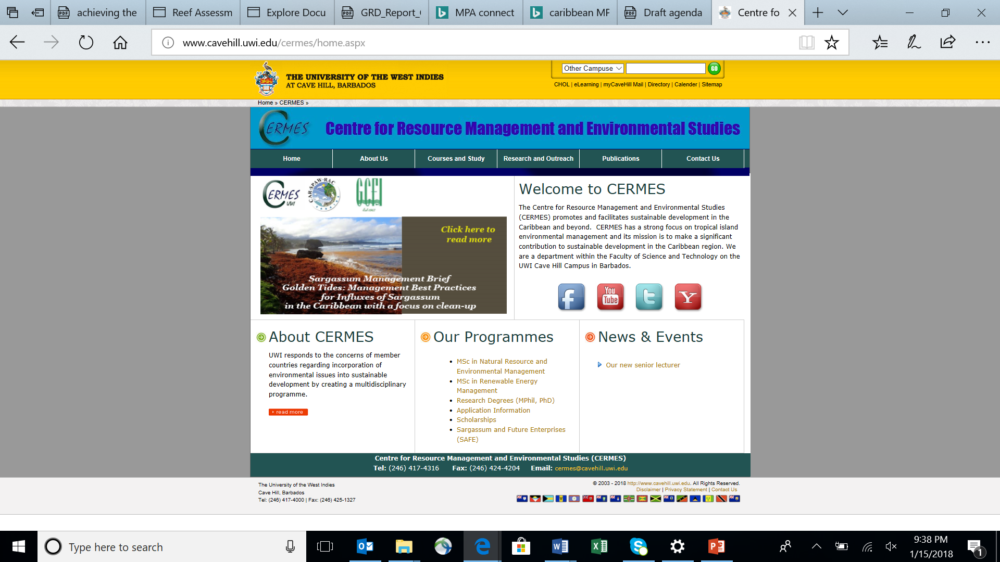 achieving the
Reef Assessm
Explore Docu
GRD_Report_
MPA connect
caribbean MF
Draft agenda
Centre fo
www.cavehill.uwi.edu/cermes/home.aspx
THE UNIVERSITY OF THE WEST INDIES
AT CAVE HILL, BARBADOS
Other Campuse
GO
CHOL | eLearning | myCaveHill Mail | Directory | Calender | Sitemap
Home » CERMES »
CERMES
Centre for Resource Management and Environmental Studies
Home
About Us
Courses and Study
Research and Outreach
Publications
Contact Us
CERMES
UWI
CAR-SPAW-RAC
GCFI
Click here to
read more
Sargassum Management Brief
Golden Tides: Management Best Practices
for Influxes of Sargassum
in the Caribbean with a focus on clean-up
Welcome to CERMES
The Centre for Resource Management and Environmental Studies
(CERMES) promotes and facilitates sustainable development in the
Caribbean and beyond. CERMES has a strong focus on tropical island
environmental management and its mission is to make a significant
contribution to sustainable development in the Caribbean region. We
are a department within the Faculty of Science and Technology on the
UWI Cave Hill Campus in Barbados.
f
You
Tube
t
Y
About CERMES
UWI responds to the concerns of member
countries regarding incorporation of
environmental issues into sustainable
development by creating a multidisciplinary
programme.
read more
Our Programmes
• MSc in Natural Resource and
Environmental Management
• MSc in Renewable Energy
Management
• Research Degrees (MPhil, PhD)
• Application Information
• Scholarships
• Sargassum and Future Enterprises
(SAFE)
News & Events
Our new senior lecturer
Centre for Resource Management and Environmental Studies (CERMES)
Tel: (246) 417-4316 Fax: (246) 424-4204 Email: cermes@cavehill.uwi.edu
The University of the West Indies
Cave Hill, Barbados
Tel: (246) 417-4000 | Fax: (246) 425-1327
© 2003 - 2018 http://www.cavehill.uwi.edu. All Rights Reserved.
Disclaimer | Privacy Statement | Contact Us
Type here to search
9:38 PM
1/15/2018
1